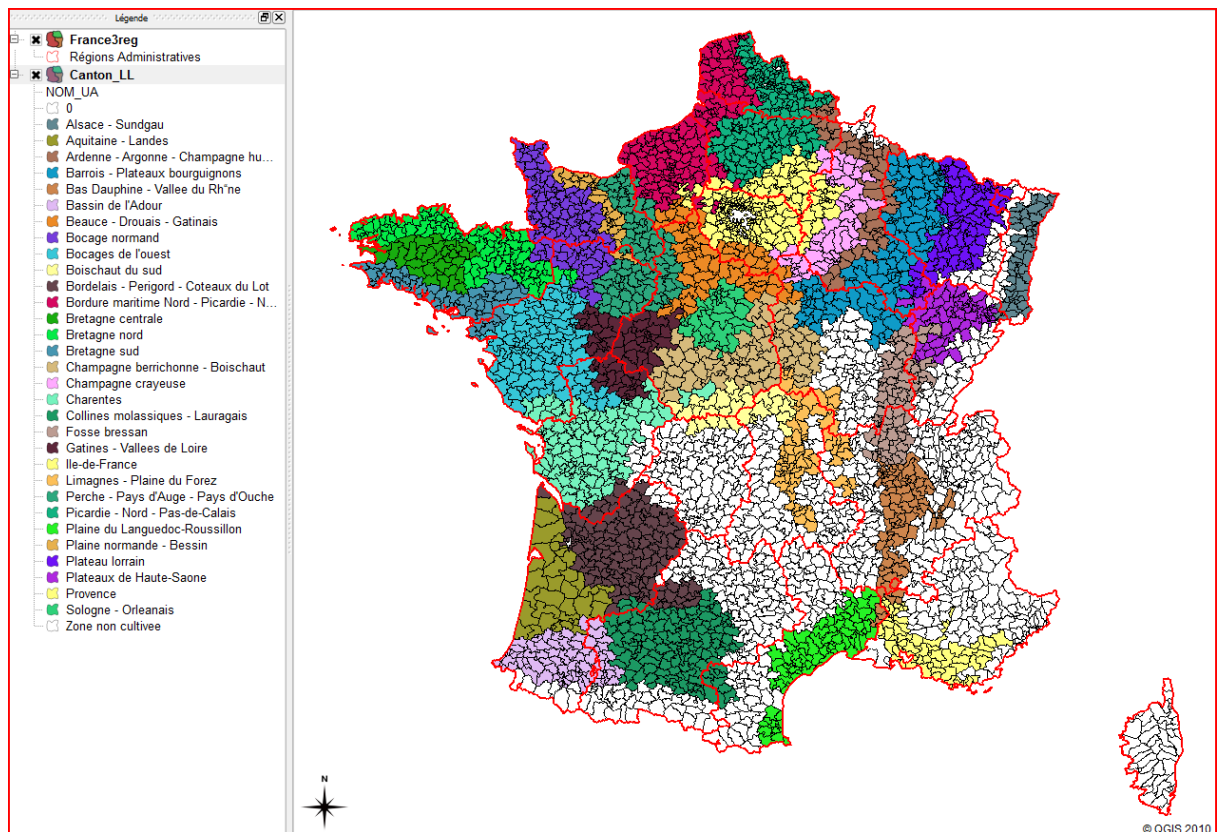 Légende
France3reg
Régions Administratives
Canton_LL
NOM_UA
0
Alsace - Sundgau
Aquitaine - Landes
Ardenne - Argonne - Champagne hu...
Barrois - Plateaux bourguignons
Bas Dauphine - Vallee du Rh°ne
Bassin de l'Adour
Beauce - Drouais - Gatinais
Bocage normand
Bocages de l'ouest
Boischaut du sud
Bordelais - Perigord - Coteaux du Lot
Bordure maritime Nord - Picardie - N...
Bretagne centrale
Bretagne nord
Bretagne sud
Champagne berrichonne - Boischaut
Champagne crayeuse
Charentes
Collines molassiques - Lauragais
Fosse bressan
Gatines - Vallees de Loire
Ile-de-France
Limagnes - Plaine du Forez
Perche - Pays d'Auge - Pays d'Ouche
Picardie - Nord - Pas-de-Calais
Plaine du Languedoc-Roussillon
Plaine normande - Bessin
Plateau lorrain
Plateaux de Haute-Saone
Provence
Sologne - Orleanais
Zone non cultivee
N
© QGIS 2010